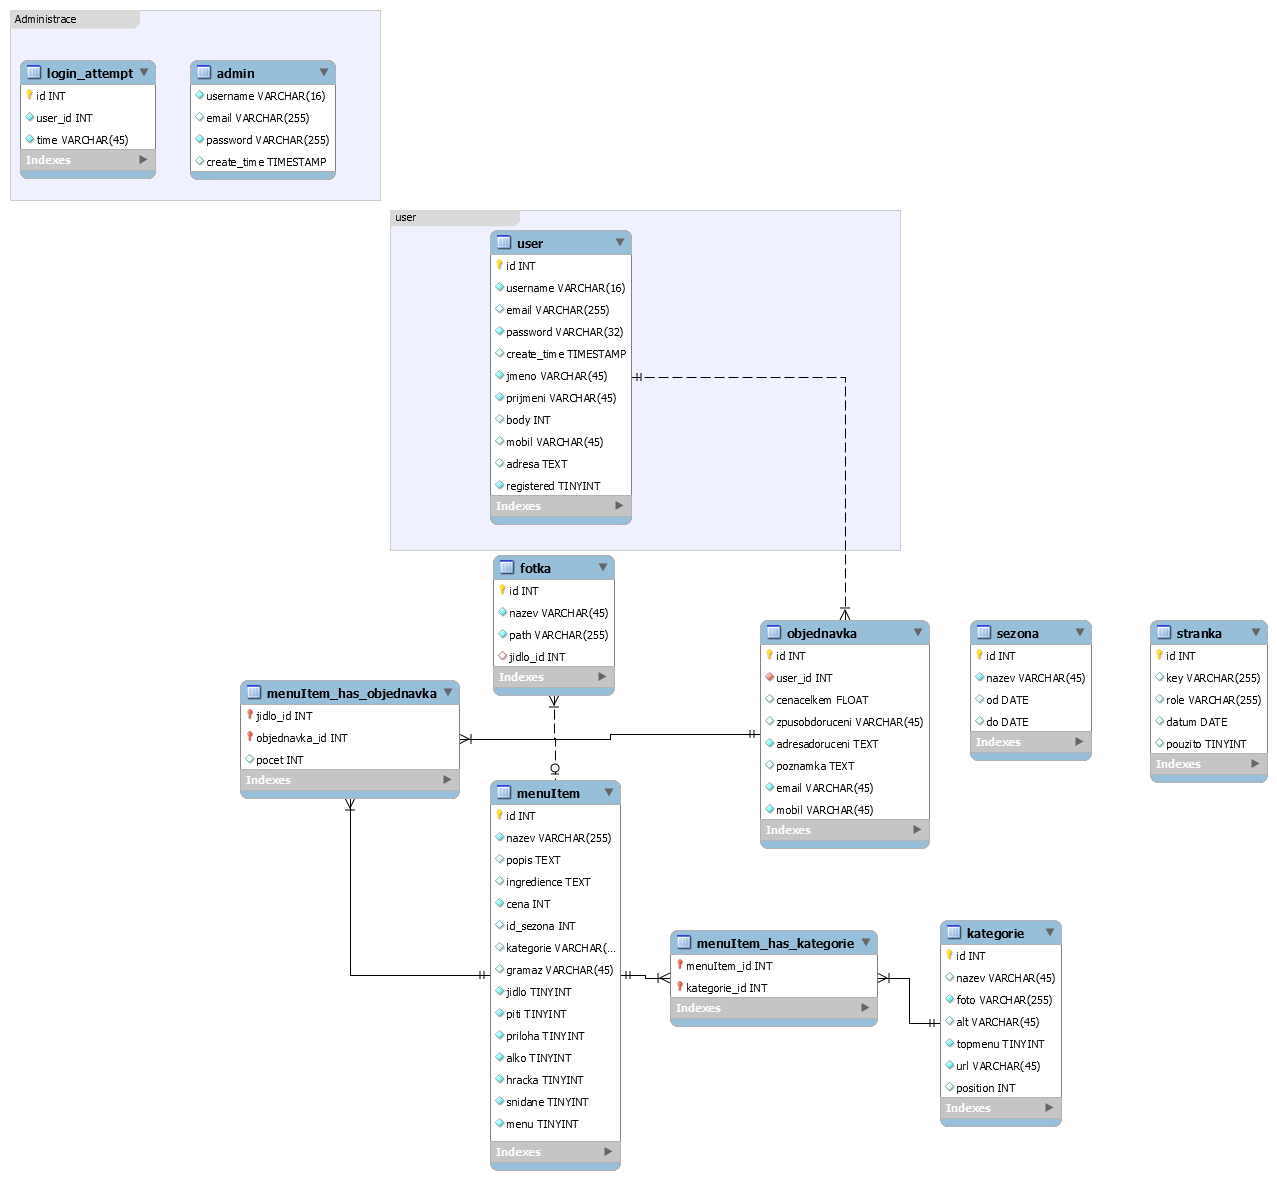 Administrace
login_attempt
id INT
user_id INT
time VARCHAR(45)
Indexes
admin
username VARCHAR(16)
email VARCHAR(255)
password VARCHAR(255)
create_time TIMESTAMP
user
user
id INT
username VARCHAR(16)
email VARCHAR(255)
password VARCHAR(32)
create_time TIMESTAMP
jmeno VARCHAR(45)
prijmeni VARCHAR(45)
body INT
mobil VARCHAR(45)
adresa TEXT
registered TINYINT
Indexes
fotka
id INT
nazev VARCHAR(45)
path VARCHAR(255)
jidlo_id INT
Indexes
objednavka
id INT
user_id INT
cenacelkem FLOAT
zpusobdoruceni VARCHAR(45)
adresadoruceni TEXT
poznamka TEXT
email VARCHAR(45)
mobil VARCHAR(45)
Indexes
sezona
id INT
nazev VARCHAR(45)
od DATE
do DATE
Indexes
stranka
id INT
key VARCHAR(255)
role VARCHAR(255)
datum DATE
pouzito TINYINT
Indexes
menuItem_has_objednavka
jidlo_id INT
objednavka_id INT
pocet INT
Indexes
menuItem
id INT
nazev VARCHAR(255)
popis TEXT
ingredience TEXT
cena INT
id_sezona INT
kategorie VARCHAR(...
gramaz VARCHAR(45)
jidlo TINYINT
piti TINYINT
priloha TINYINT
alko TINYINT
hracka TINYINT
snidane TINYINT
menu TINYINT
Indexes
menuItem_has_kategorie
menuItem_id INT
kategorie_id INT
Indexes
kategorie
id INT
nazev VARCHAR(45)
foto VARCHAR(255)
alt VARCHAR(45)
topmenu TINYINT
url VARCHAR(45)
position INT
Indexes